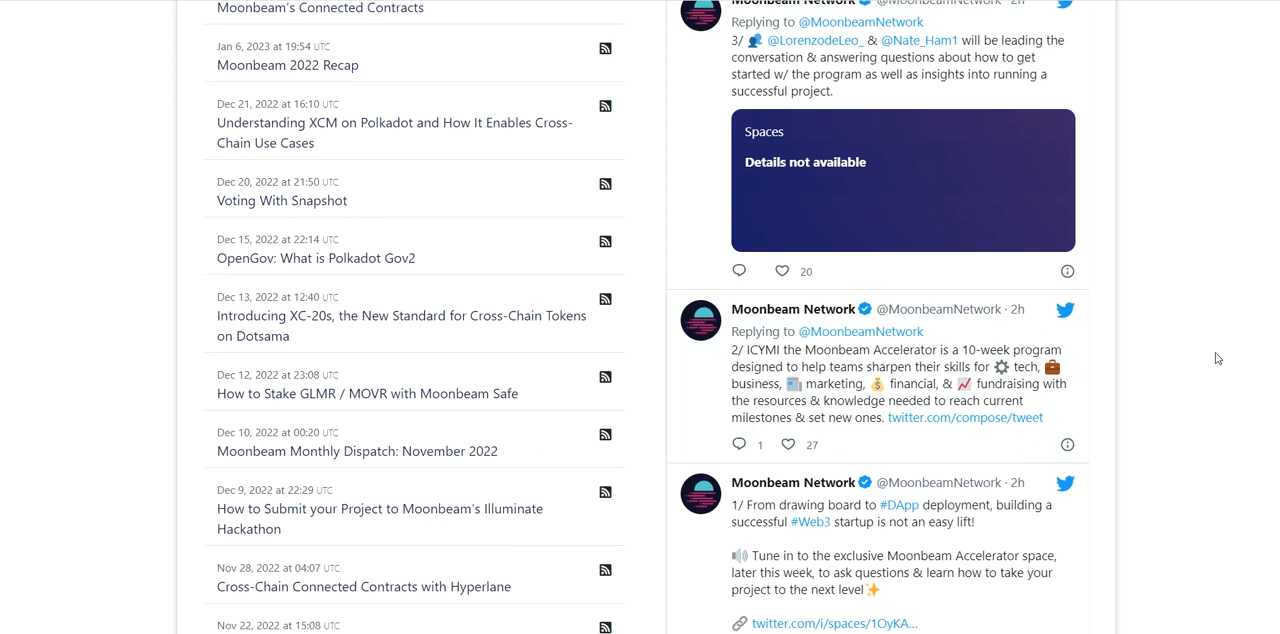 Moonbeam's Connected Contracts
Jan 6, 2023 at 19:54 UTC
Moonbeam 2022 Recap
Dec 21, 2022 at 16:10 UTC
Understanding XCM on Polkadot and How It Enables Cross-
Chain Use Cases
Dec 20, 2022 at 21:50 UTC
Voting With Snapshot
Dec 15, 2022 at 22:14 UTC
OpenGov: What is Polkadot Gov2
Dec 13, 2022 at 12:40 UTC
Introducing XC-20s, the New Standard for Cross-Chain Tokens
on Dotsama
Dec 12, 2022 at 23:08 UTC
How to Stake GLMR / MOVR with Moonbeam Safe
Dec 10, 2022 at 00:20 UTC
Moonbeam Monthly Dispatch: November 2022
Dec 9, 2022 at 22:29 UTC
How to Submit your Project to Moonbeam's Illuminate
Hackathon
Nov 28, 2022 at 04:07 UTC
Cross-Chain Connected Contracts with Hyperlane
Nov 22, 2022 at 15:08 UTC
Moonbeam Network @MoonbeamNetwork · 2h
Replying to @MoonbeamNetwork
3/ 👥 @LorenzodeLeo_ & @Nate_Ham1 will be leading the
conversation & answering questions about how to get
started w/ the program as well as insights into running a
successful project.
Spaces
Details not available
20
Moonbeam Network @MoonbeamNetwork · 2h
Replying to @MoonbeamNetwork
2/ ICYMI the Moonbeam Accelerator is a 10-week program
designed to help teams sharpen their skills for ⚙️ tech, 💼
business, 📰 marketing, 💰 financial, & 📈 fundraising with
the resources & knowledge needed to reach current
milestones & set new ones. twitter.com/compose/tweet
1 27
Moonbeam Network @MoonbeamNetwork · 2h
1/ From drawing board to #DApp deployment, building a
successful #Web3 startup is not an easy lift!
🔊 Tune in to the exclusive Moonbeam Accelerator space,
later this week, to ask questions & learn how to take your
project to the next level✨
🔗 twitter.com/i/spaces/1OyKA...